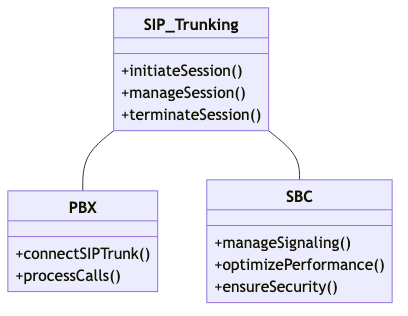 SIP_Trunking
+initiateSession()
+manageSession()
+terminateSession()
PBX
+connectSIPTrunk()
+processCalls()
SBC
+manageSignaling()
+optimizePerformance()
+ensureSecurity()